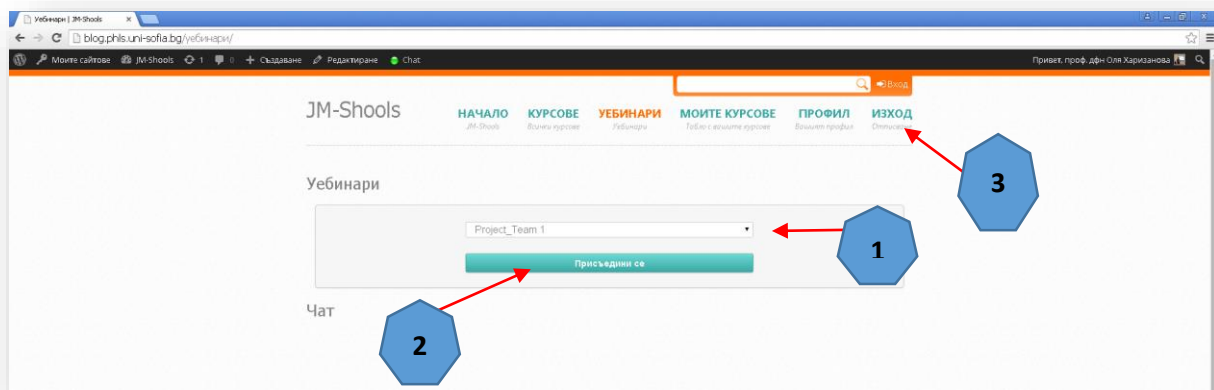 Уебинари | JM-Shools
blog.phls.uni-sofia.bg/уебинари/
Моите сайтове JM-Shools 1 0 + Създаване Редактиране Chat Привет, проф. дфн Оля Харизанова
Вход
JM-Shools
НАЧАЛО КУРСОВЕ УЕБИНАРИ МОИТЕ КУРСОВЕ ПРОФИЛ ИЗХОД
JM-Shools Всички курсове Уебинари Табло с вашите курсове Вашият профил
3
Уебинари
Project_Team 1
1
Присъедини се
Чат
2